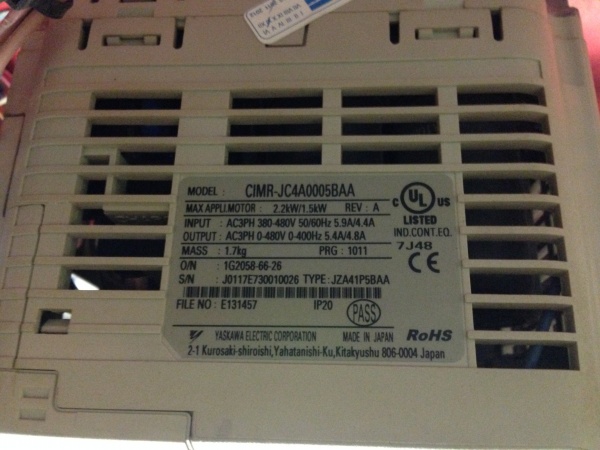 MODEL : CIMR-JC4A0005BAA
MAX APPLI.MOTOR : 2.2kW/1.5kW REV : A
INPUT : AC3PH 380-480V 50/60Hz 5.9A/4.4A
OUTPUT : AC3PH 0-480V 0-400Hz 5.4A/4.8A
MASS : 1.7kg PRG : 1011
O/N : 1G2058-66-26
S/N : J0117E730010026 TYPE : JZA41P5BAA
FILE NO : E131457 IP20 PASS
YASKAWA ELECTRIC CORPORATION MADE IN JAPAN RoHS
2-1 Kurosaki-shiroishi,Yahatanishi-Ku,Kitakyushu 806-0004 Japan
C UL US
LISTED
IND.CONT.EQ.
7J48
CE